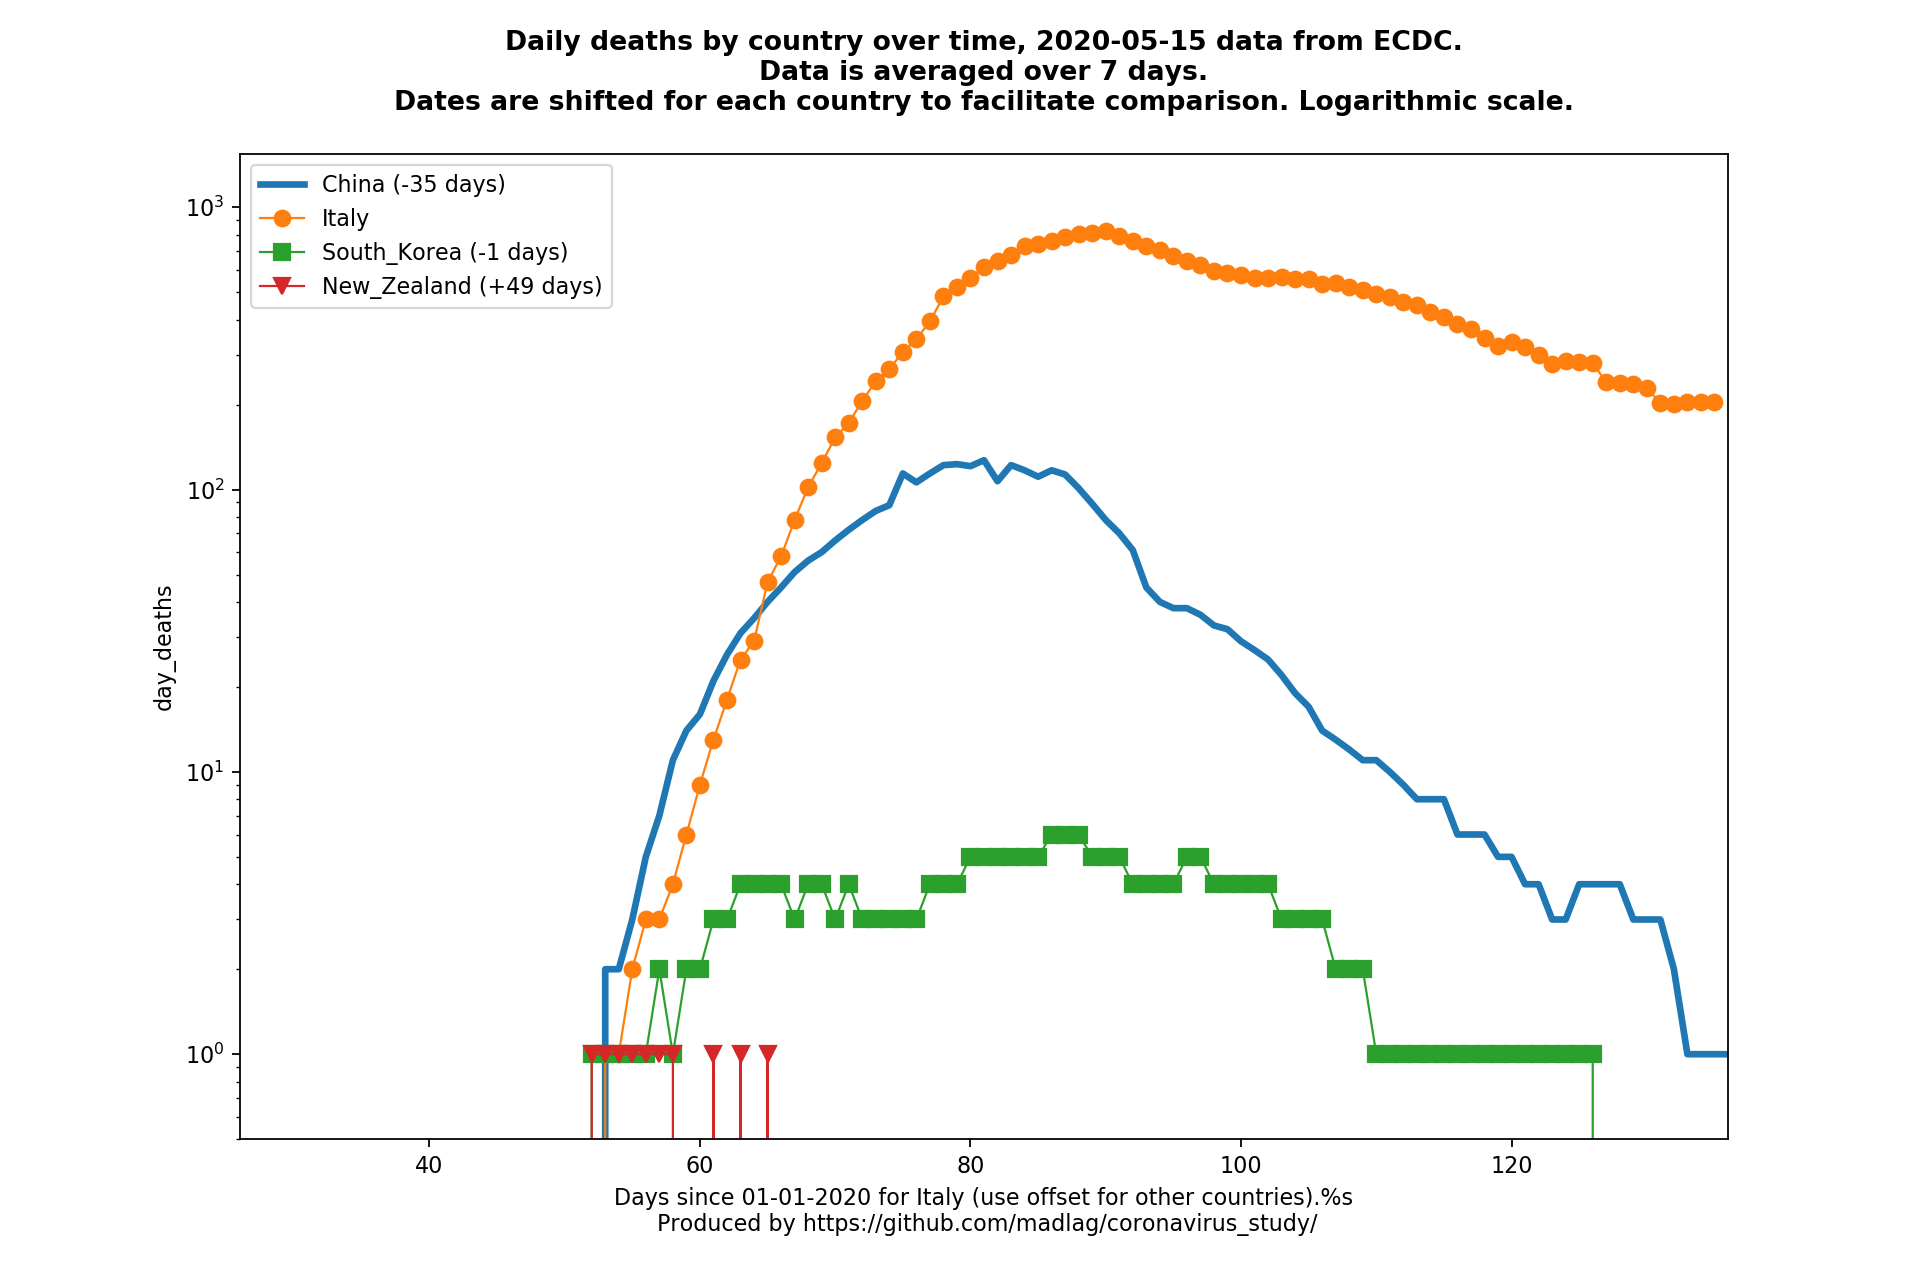 Daily deaths by country over time, 2020-05-15 data from ECDC.
Data is averaged over 7 days.
Dates are shifted for each country to facilitate comparison. Logarithmic scale.
China (-35 days)
Italy
South_Korea (-1 days)
New_Zealand (+49 days)
day_deaths
10³
10²
10¹
10⁰
40 60 80 100 120
Days since 01-01-2020 for Italy (use offset for other countries).%s
Produced by https://github.com/madlag/coronavirus_study/